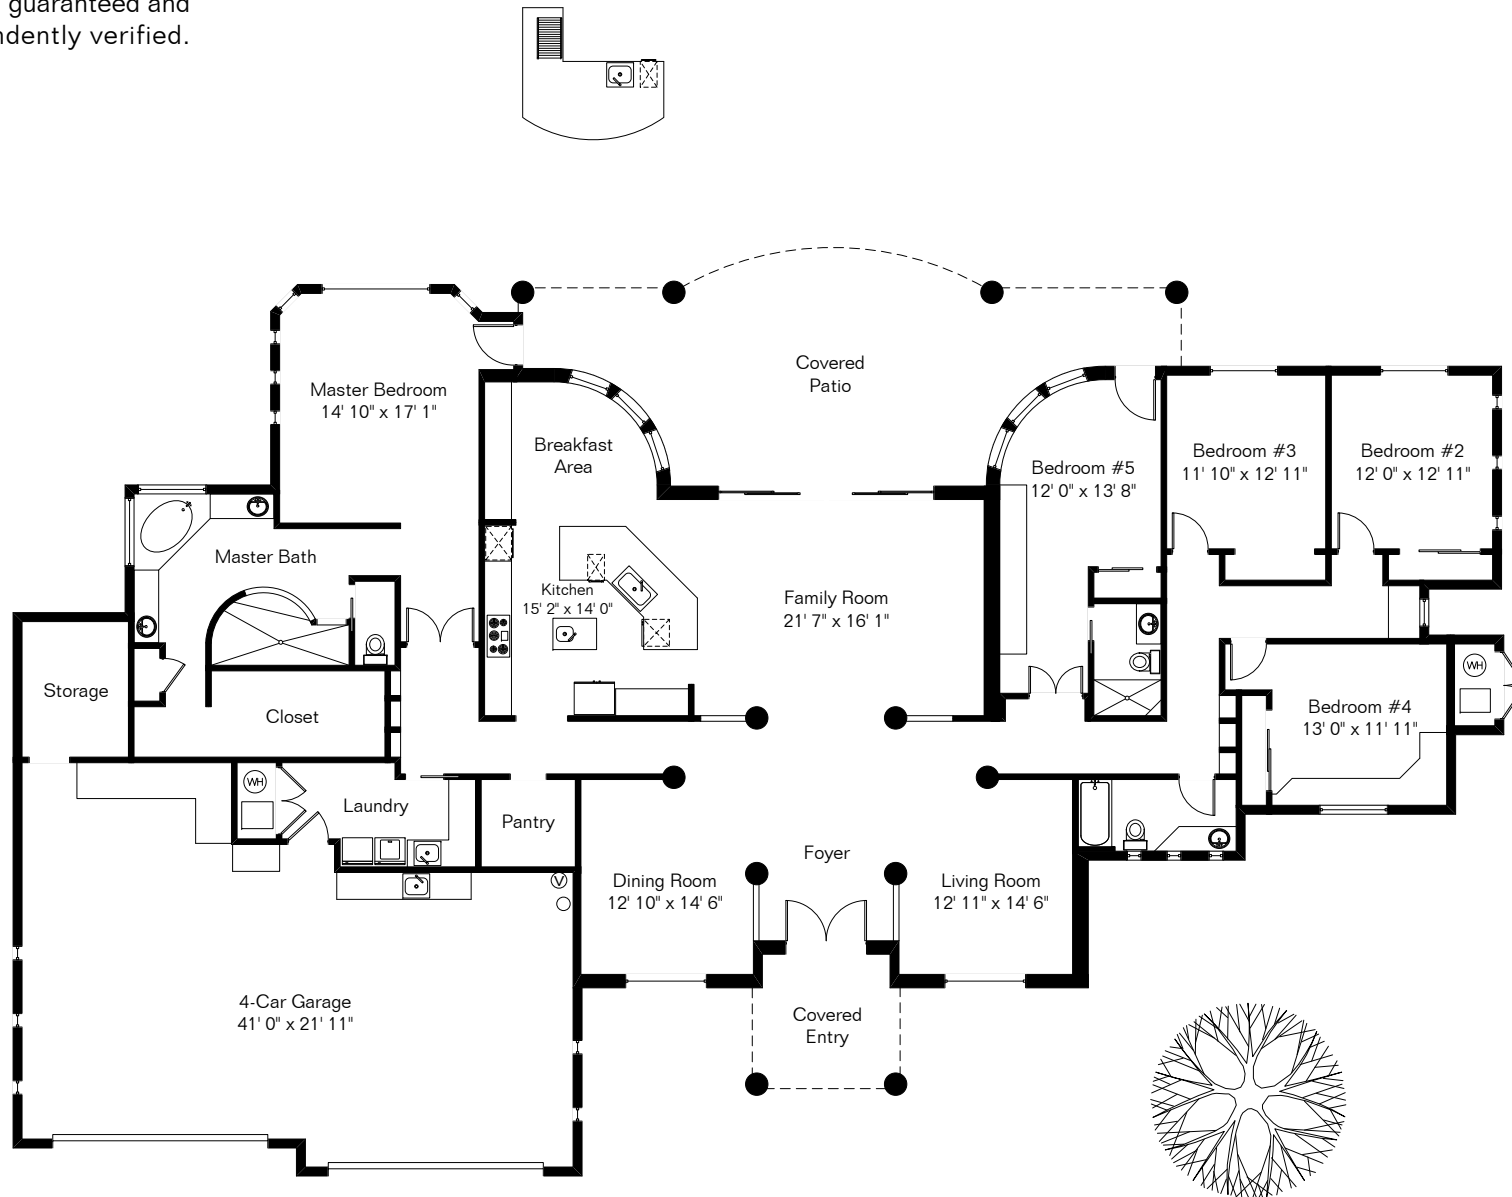 guaranteed and
ndently verified.
Covered
Patio
Master Bedroom
14' 10" x 17' 1"
Breakfast
Area
Bedroom #5
12' 0" x 13' 8"
Bedroom #3
11' 10" x 12' 11"
Bedroom #2
12' 0" x 12' 11"
Master Bath
Kitchen
15' 2" x 14' 0"
Family Room
21' 7" x 16' 1"
Storage
Closet
WH
Bedroom #4
13' 0" x 11' 11"
WH
Laundry
Pantry
Foyer
V
Dining Room
12' 10" x 14' 6"
Living Room
12' 11" x 14' 6"
4-Car Garage
41' 0" x 21' 11"
Covered
Entry